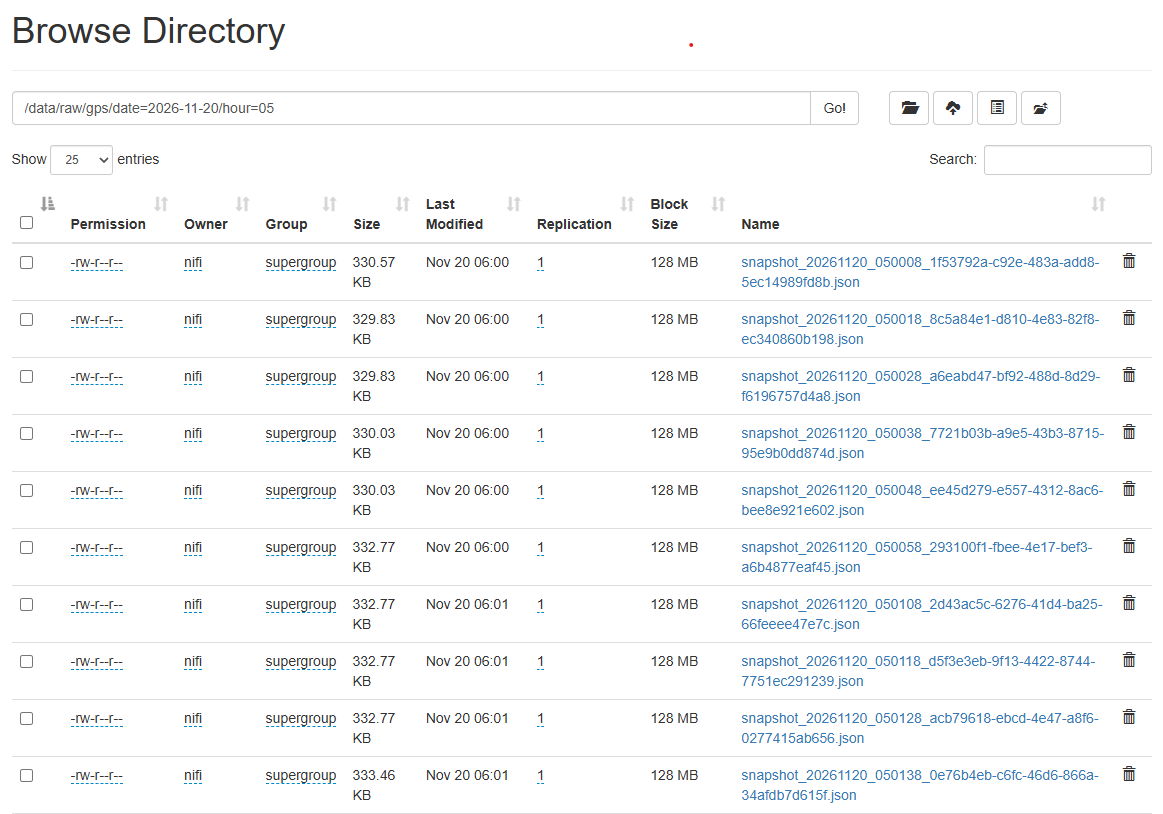 Browse Directory
/data/raw/gps/date=2026-11-20/hour=05 Go!
Show 25 entries Search:
Permission Owner Group Size Last Modified Replication Block Size Name
-rw-r--r-- nifi supergroup 330.57 KB Nov 20 06:00 1 128 MB snapshot_20261120_050008_1f53792a-c92e-483a-add8-
5ec14989fd8b.json
-rw-r--r-- nifi supergroup 329.83 KB Nov 20 06:00 1 128 MB snapshot_20261120_050018_8c5a84e1-d810-4e83-82f8-
ec340860b198.json
-rw-r--r-- nifi supergroup 329.83 KB Nov 20 06:00 1 128 MB snapshot_20261120_050028_a6eabd47-bf92-488d-8d29-
f6196757d4a8.json
-rw-r--r-- nifi supergroup 330.03 KB Nov 20 06:00 1 128 MB snapshot_20261120_050038_7721b03b-a9e5-43b3-8715-
95e9b0dd874d.json
-rw-r--r-- nifi supergroup 330.03 KB Nov 20 06:00 1 128 MB snapshot_20261120_050048_ee45d279-e557-4312-8ac6-
bee8e921e602.json
-rw-r--r-- nifi supergroup 332.77 KB Nov 20 06:00 1 128 MB snapshot_20261120_050058_293100f1-fbee-4e17-bef3-
a6b4877eaf45.json
-rw-r--r-- nifi supergroup 332.77 KB Nov 20 06:01 1 128 MB snapshot_20261120_050108_2d43ac5c-6276-41d4-ba25-
66feeee47e7c.json
-rw-r--r-- nifi supergroup 332.77 KB Nov 20 06:01 1 128 MB snapshot_20261120_050118_d5f3e3eb-9f13-4422-8744-
7751ec291239.json
-rw-r--r-- nifi supergroup 332.77 KB Nov 20 06:01 1 128 MB snapshot_20261120_050128_acb79618-ebcd-4e47-a8f6-
0277415ab656.json
-rw-r--r-- nifi supergroup 333.46 KB Nov 20 06:01 1 128 MB snapshot_20261120_050138_0e76b4eb-c6fc-46d6-866a-
34afdb7d615f.json